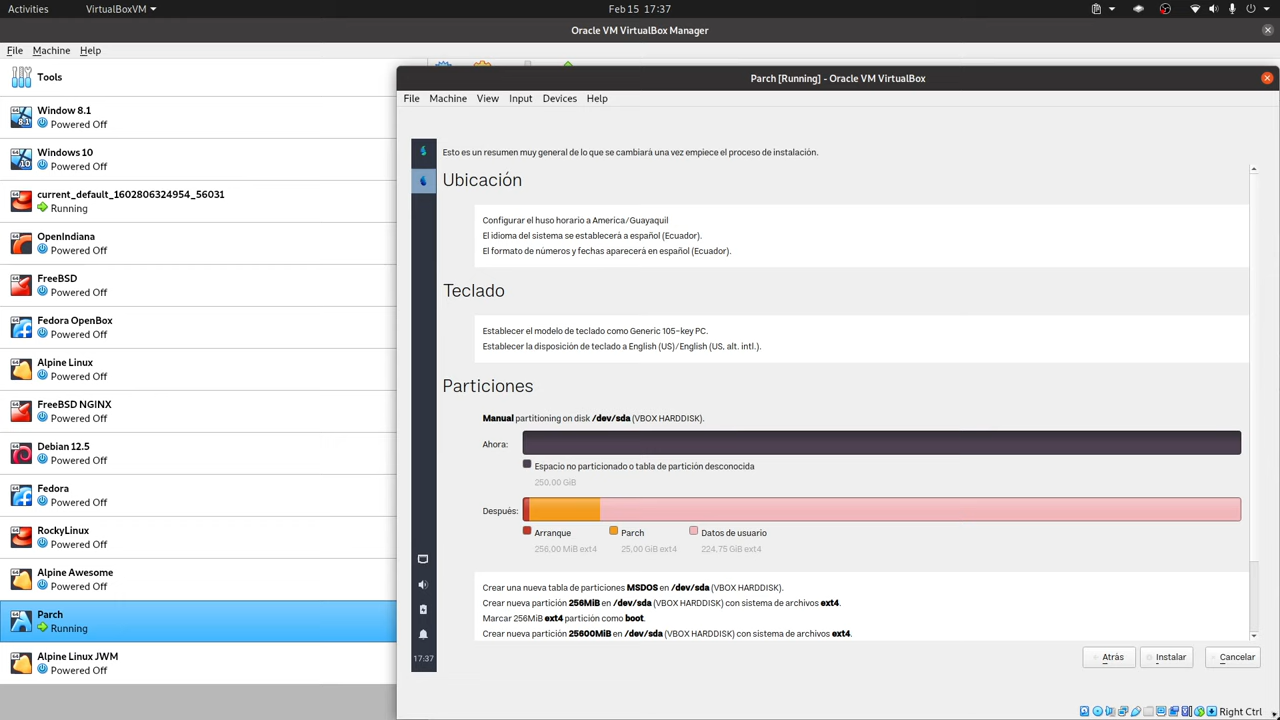 Activities
VirtualBoxVM
Feb 15 17:37
Oracle VM VirtualBox Manager
File Machine Help
Tools
Window 8.1
Powered Off
Windows 10
Powered Off
current_default_1602806324954_56031
Running
OpenIndiana
Powered Off
FreeBSD
Powered Off
Fedora OpenBox
Powered Off
Alpine Linux
Powered Off
FreeBSD NGINX
Powered Off
Debian 12.5
Powered Off
Fedora
Powered Off
RockyLinux
Powered Off
Alpine Awesome
Powered Off
Parch
Running
Alpine Linux JWM
Powered Off
Parch [Running] - Oracle VM VirtualBox
File Machine View Input Devices Help
Esto es un resumen muy general de lo que se cambiará una vez empiece el proceso de instalación.
Ubicación
Configurar el huso horario a America/Guayaquil
El idioma del sistema se establecerá a español (Ecuador).
El formato de números y fechas aparecerá en español (Ecuador).
Teclado
Establecer el modelo de teclado como Generic 105-key PC.
Establecer la disposición de teclado a English (US)/English (US, alt. intl.).
Particiones
Manual partitioning on disk /dev/sda (VBOX HARDDISK).
Ahora:
Espacio no particionado o tabla de partición desconocida
250,00 GiB
Después:
Arranque Parch Datos de usuario
256,00 MiB ext4 25,00 GiB ext4 224,75 GiB ext4
Crear una nueva tabla de particiones MSDOS en /dev/sda (VBOX HARDDISK).
Crear nueva partición 256MiB en /dev/sda (VBOX HARDDISK) con sistema de archivos ext4.
Marcar 256MiB ext4 partición como boot.
Crear nueva partición 25600MiB en /dev/sda (VBOX HARDDISK) con sistema de archivos ext4.
17:37
Atrás Instalar Cancelar
Right Ctrl